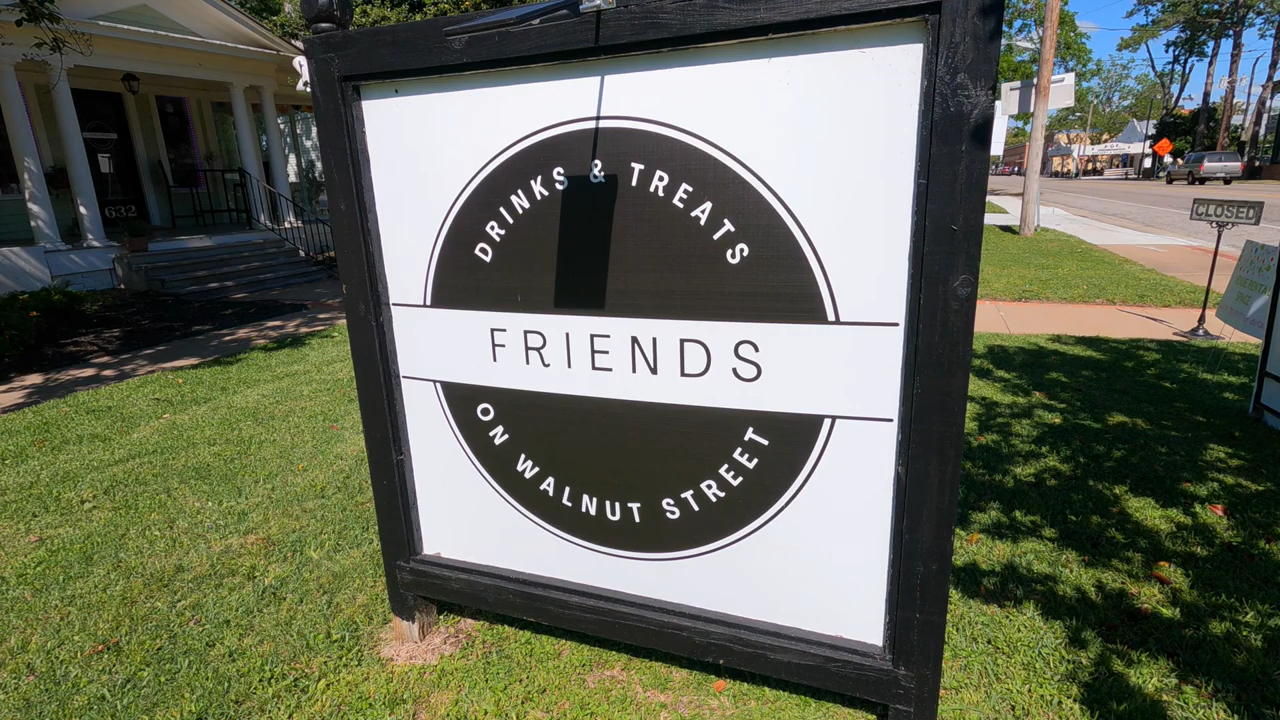 DRINKS & TREATS
FRIENDS
ON WALNUT STREET
632
CLOSED